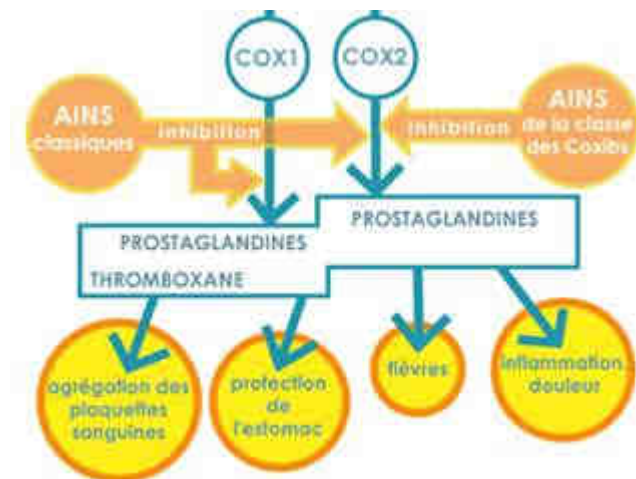 COX1
COX2
AINS
classiques
inhibition
inhibition
AINS
de la classe
des Coxibs
PROSTAGLANDINES
THROMBOXANE
PROSTAGLANDINES
agrégation des
plaquettes
sanguines
protection
de
l'estomac
fièvres
inflammation
douleur